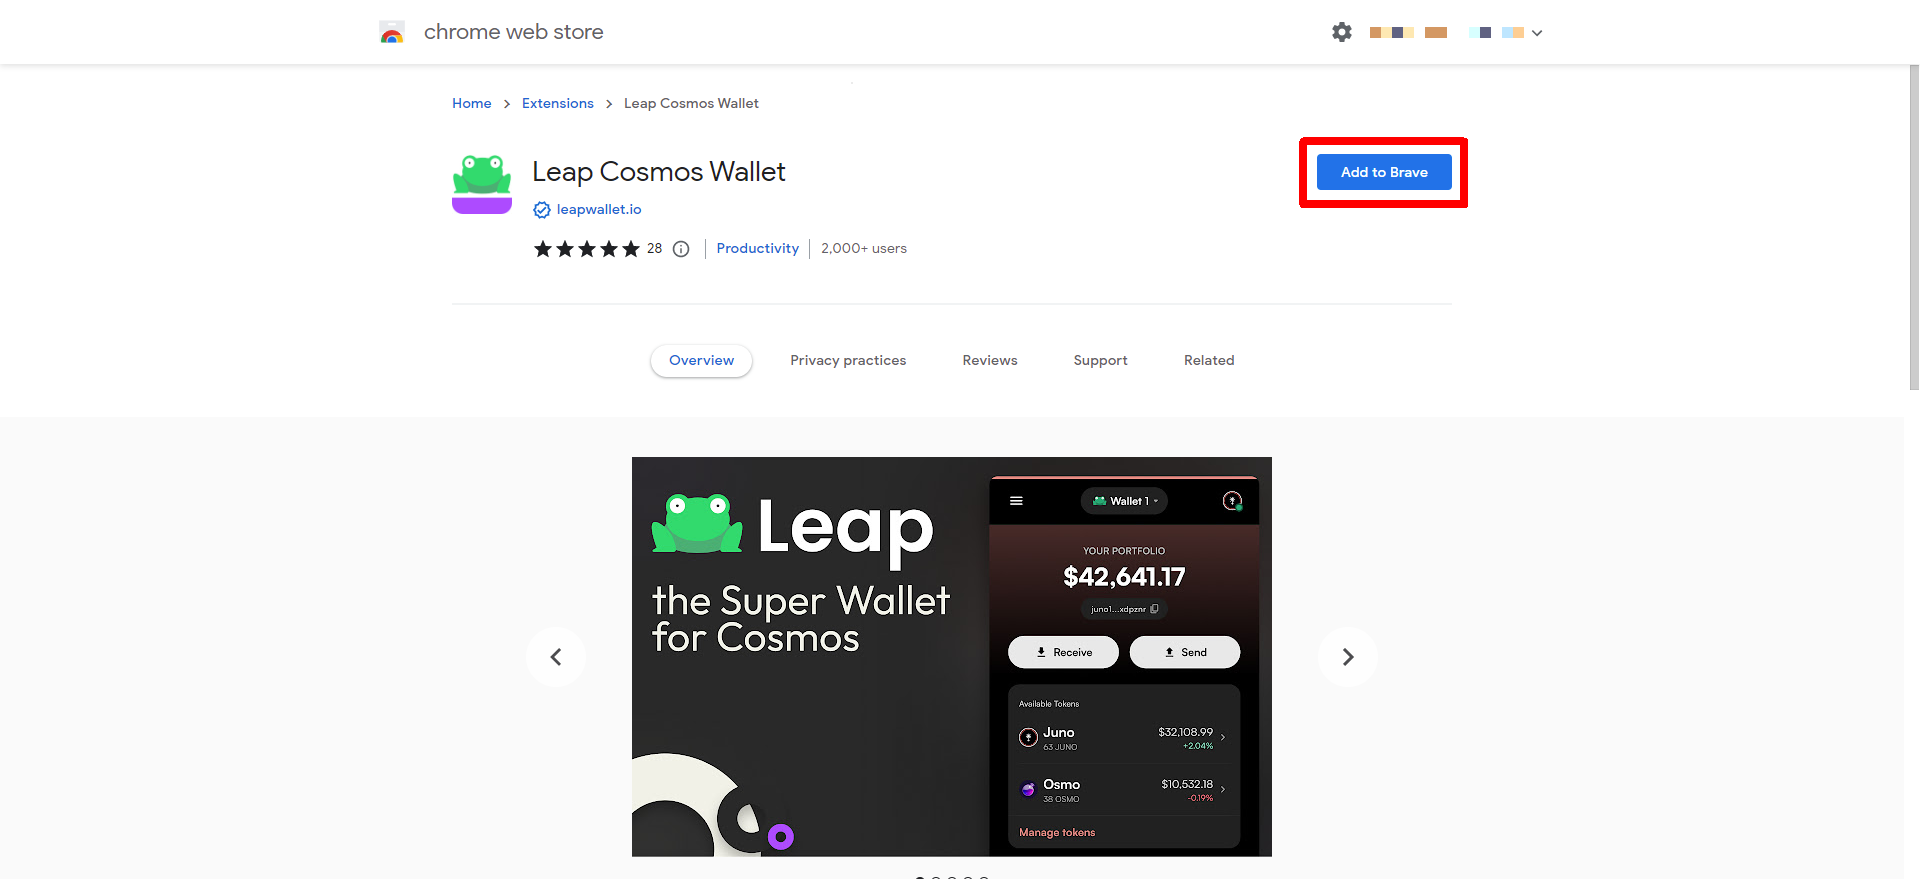 chrome web store
Home > Extensions > Leap Cosmos Wallet
Leap Cosmos Wallet
Add to Brave
leapwallet.io
28 Productivity 2,000+ users
Overview Privacy practices Reviews Support Related
Leap
the Super Wallet
for Cosmos
Wallet 1
YOUR PORTFOLIO
$42,641.17
juno1...xdpznr
Receive Send
Available Tokens
Juno $32,108.99
63 JUNO +2.04%
Osmo $10,532.18
38 OSMO -0.19%
Manage tokens